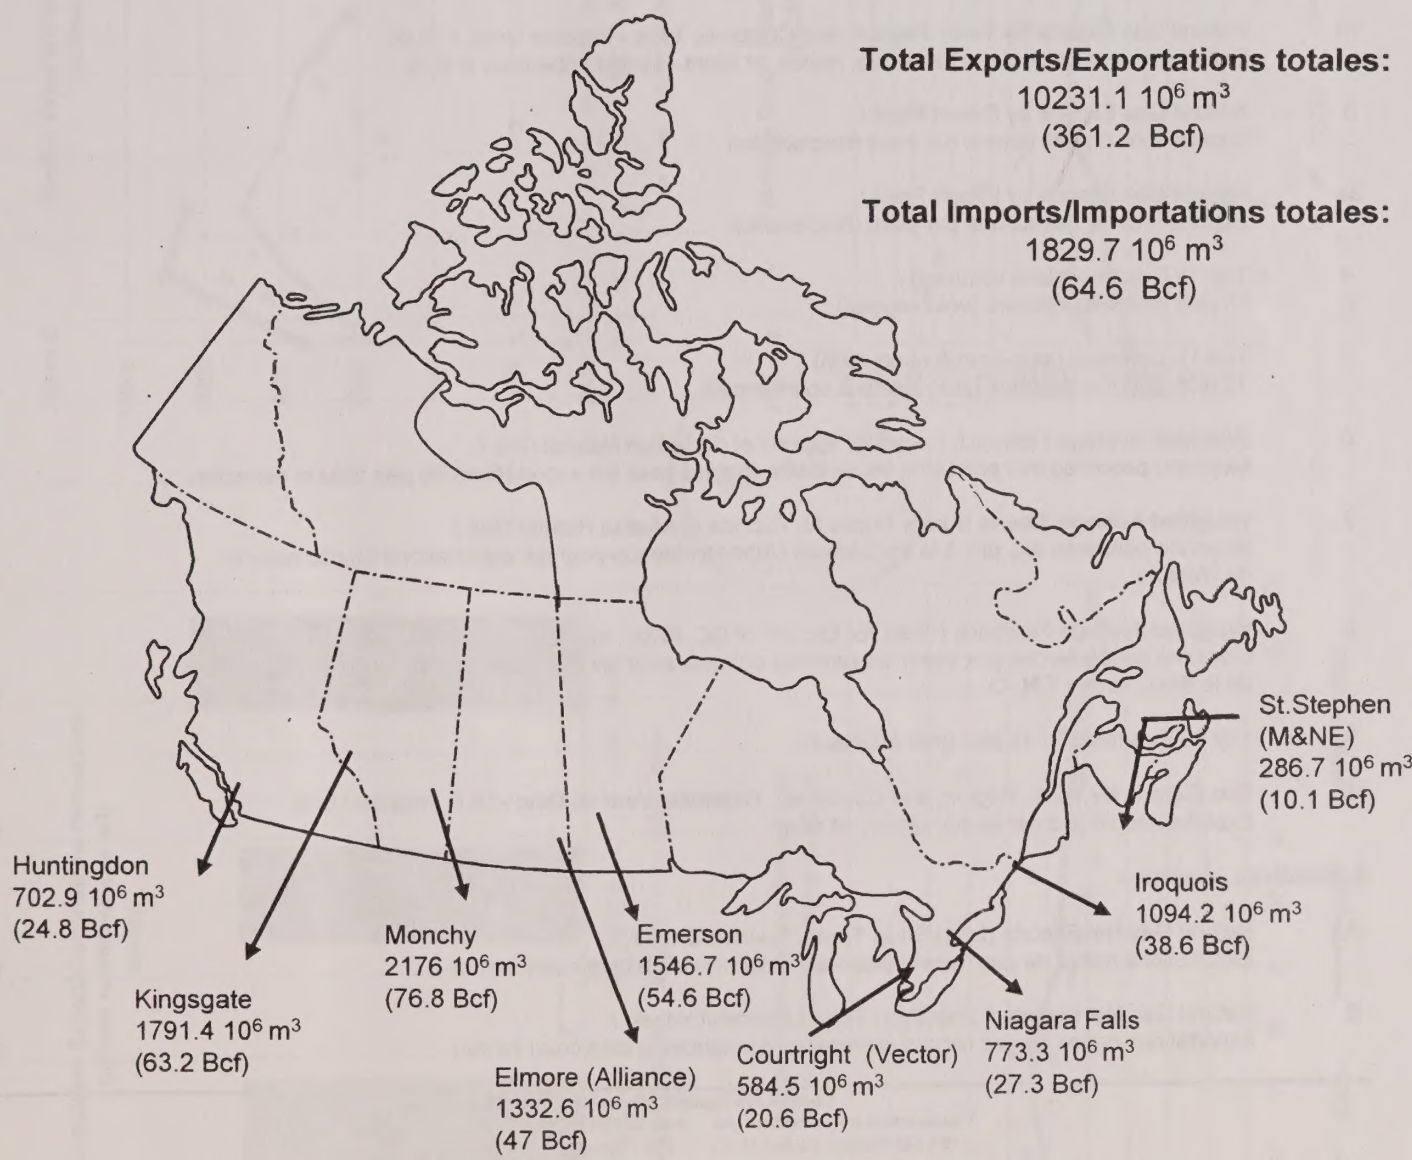 Total Exports/Exportations totales:
10231.1 10⁶ m³
(361.2 Bcf)
Total Imports/Importations totales:
1829.7 10⁶ m³
(64.6 Bcf)
St.Stephen
(M&NE)
286.7 10⁶ m³
(10.1 Bcf)
Huntingdon
702.9 10⁶ m³
(24.8 Bcf)
Kingsgate
1791.4 10⁶ m³
(63.2 Bcf)
Monchy
2176 10⁶ m³
(76.8 Bcf)
Elmore (Alliance)
1332.6 10⁶ m³
(47 Bcf)
Emerson
1546.7 10⁶ m³
(54.6 Bcf)
Courtright (Vector)
584.5 10⁶ m³
(20.6 Bcf)
Niagara Falls
773.3 10⁶ m³
(27.3 Bcf)
Iroquois
1094.2 10⁶ m³
(38.6 Bcf)